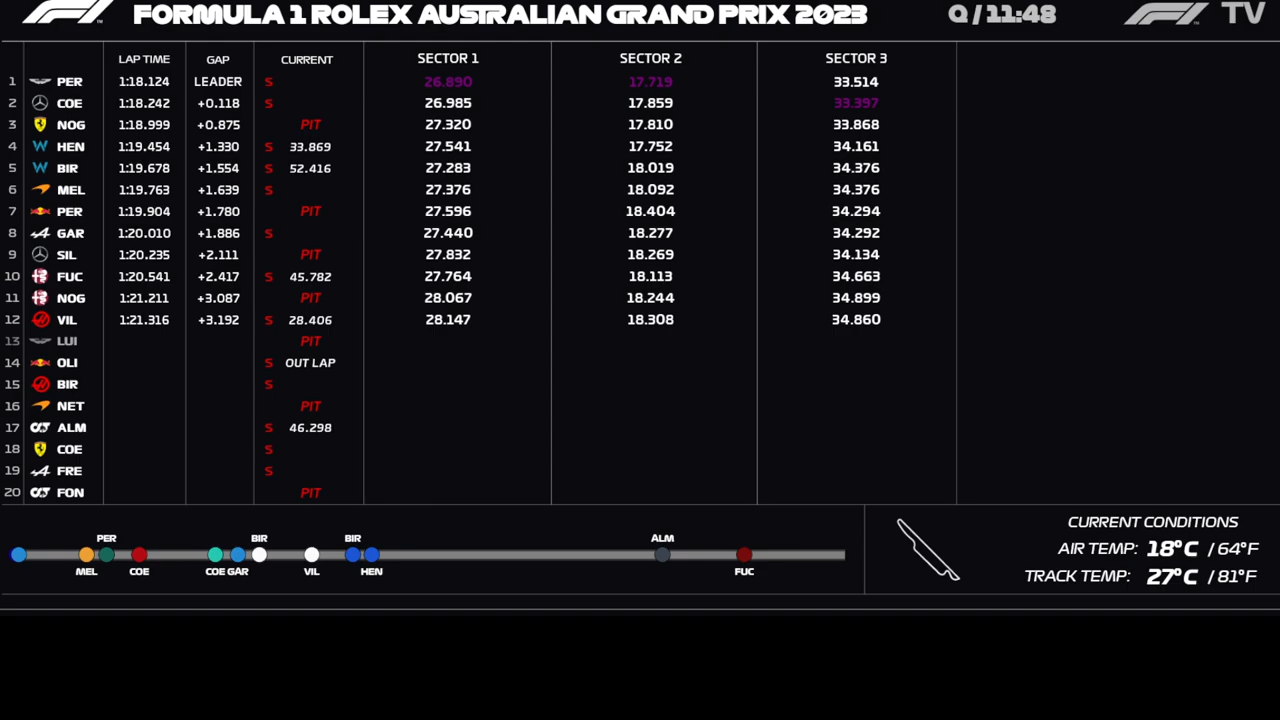 F1 FORMULA 1 ROLEX AUSTRALIAN GRAND PRIX 2023 Q / 11:48 F1 TV
LAP TIME GAP CURRENT SECTOR 1 SECTOR 2 SECTOR 3
1 PER 1:18.124 LEADER S 26.890 17.719 33.514
2 COE 1:18.242 +0.118 S 26.985 17.859 33.397
3 NOG 1:18.999 +0.875 PIT 27.320 17.810 33.868
4 HEN 1:19.454 +1.330 S 33.869 27.541 17.752 34.161
5 BIR 1:19.678 +1.554 S 52.416 27.283 18.019 34.376
6 MEL 1:19.763 +1.639 S 27.376 18.092 34.376
7 PER 1:19.904 +1.780 PIT 27.596 18.404 34.294
8 GAR 1:20.010 +1.886 S 27.440 18.277 34.292
9 SIL 1:20.235 +2.111 PIT 27.832 18.269 34.134
10 FUC 1:20.541 +2.417 S 45.782 27.764 18.113 34.663
11 NOG 1:21.211 +3.087 PIT 28.067 18.244 34.899
12 VIL 1:21.316 +3.192 S 28.406 28.147 18.308 34.860
13 LUI PIT
14 OLI S OUT LAP
15 BIR S
16 NET PIT
17 ALM S 46.298
18 COE S
19 FRE S
20 FON PIT
PER BIR BIR ALM
MEL COE COE GAR VIL HEN FUC
CURRENT CONDITIONS
AIR TEMP: 18°C / 64°F
TRACK TEMP: 27°C / 81°F